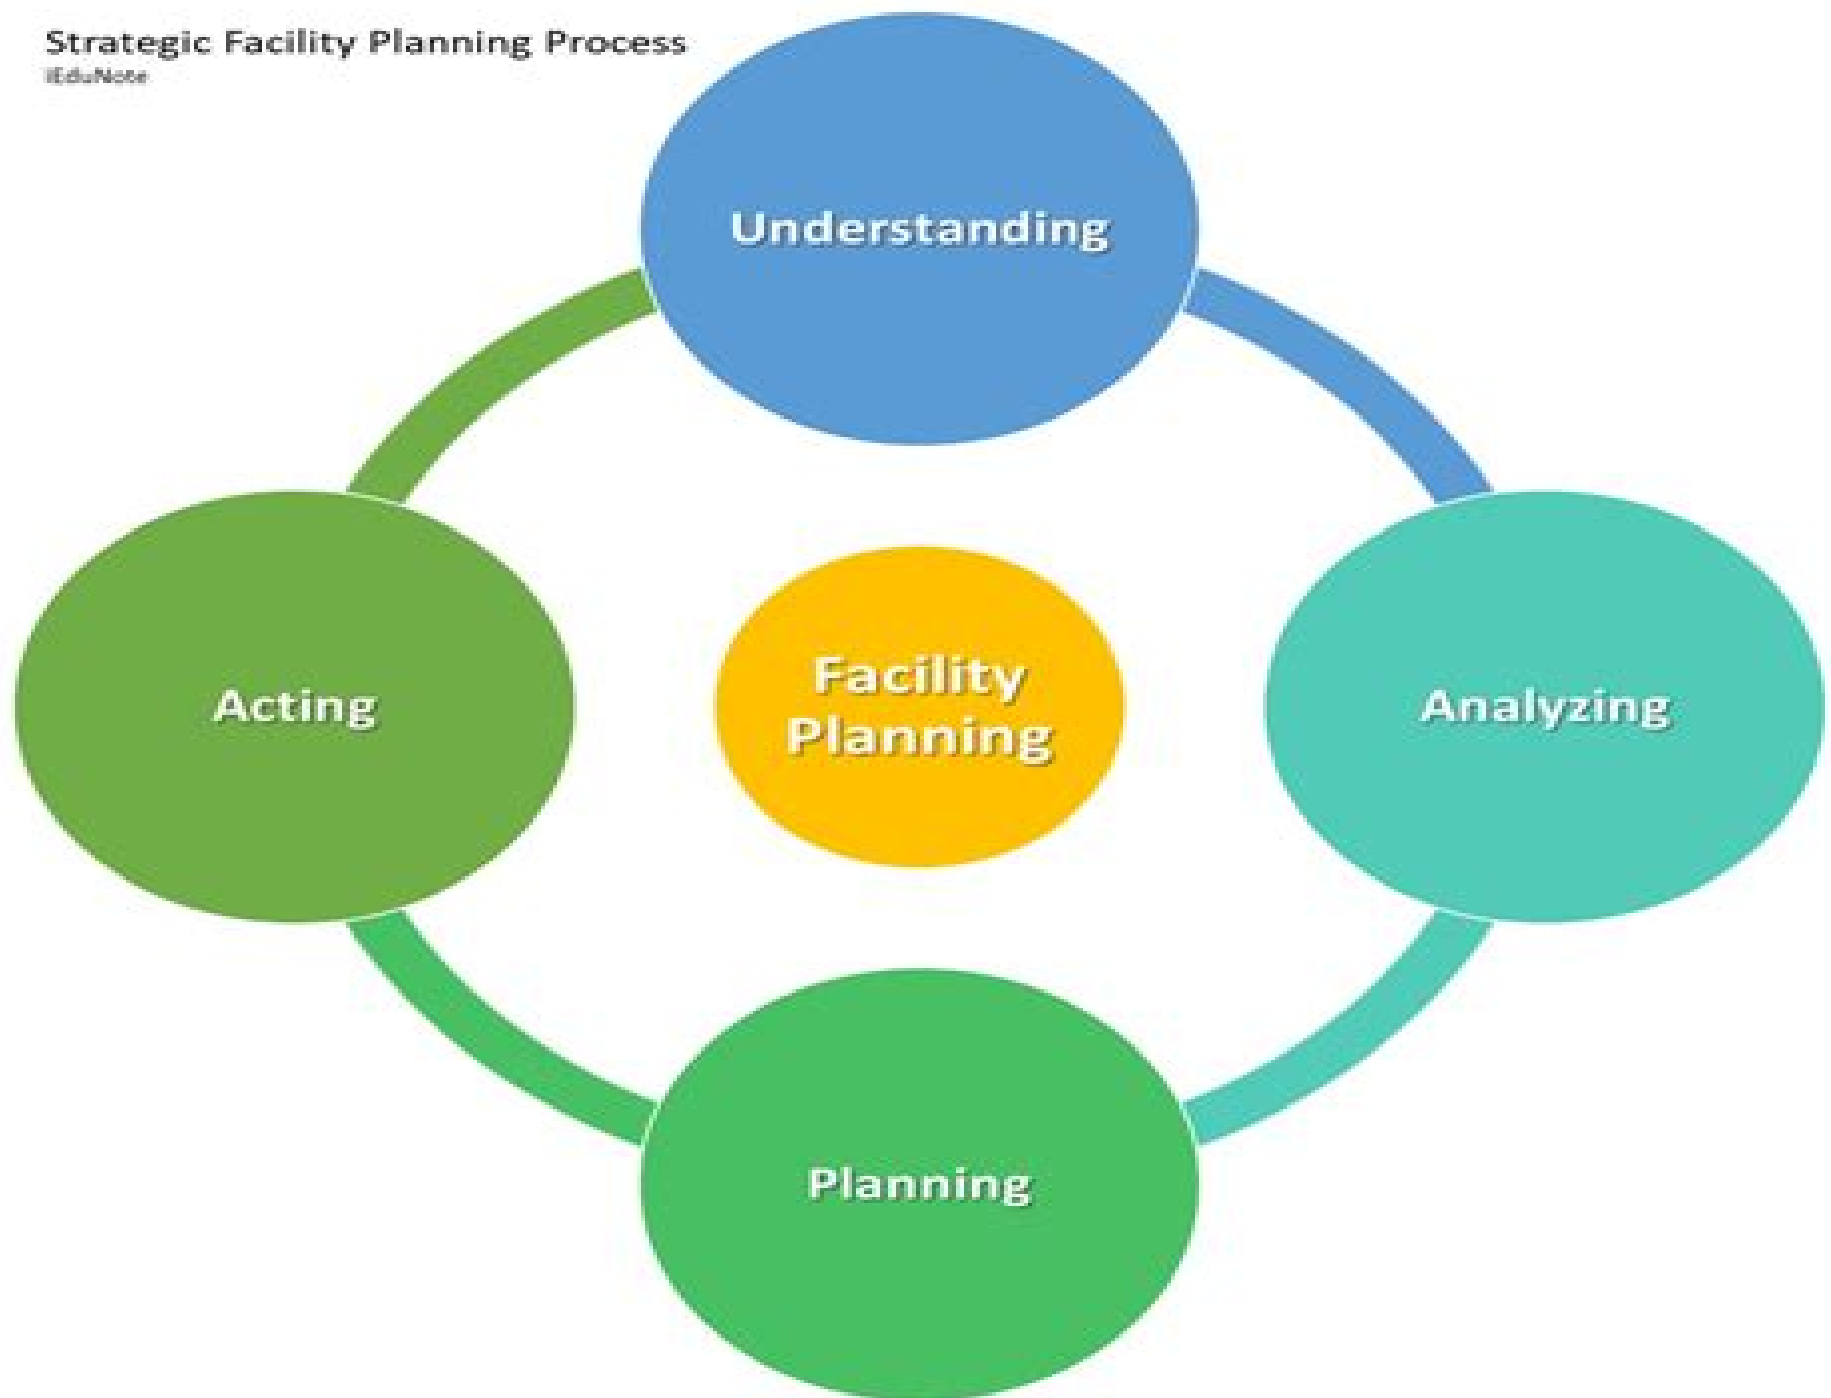 Strategic Facility Planning Process
iEduNote
Understanding
Acting
Facility
Planning
Analyzing
Planning